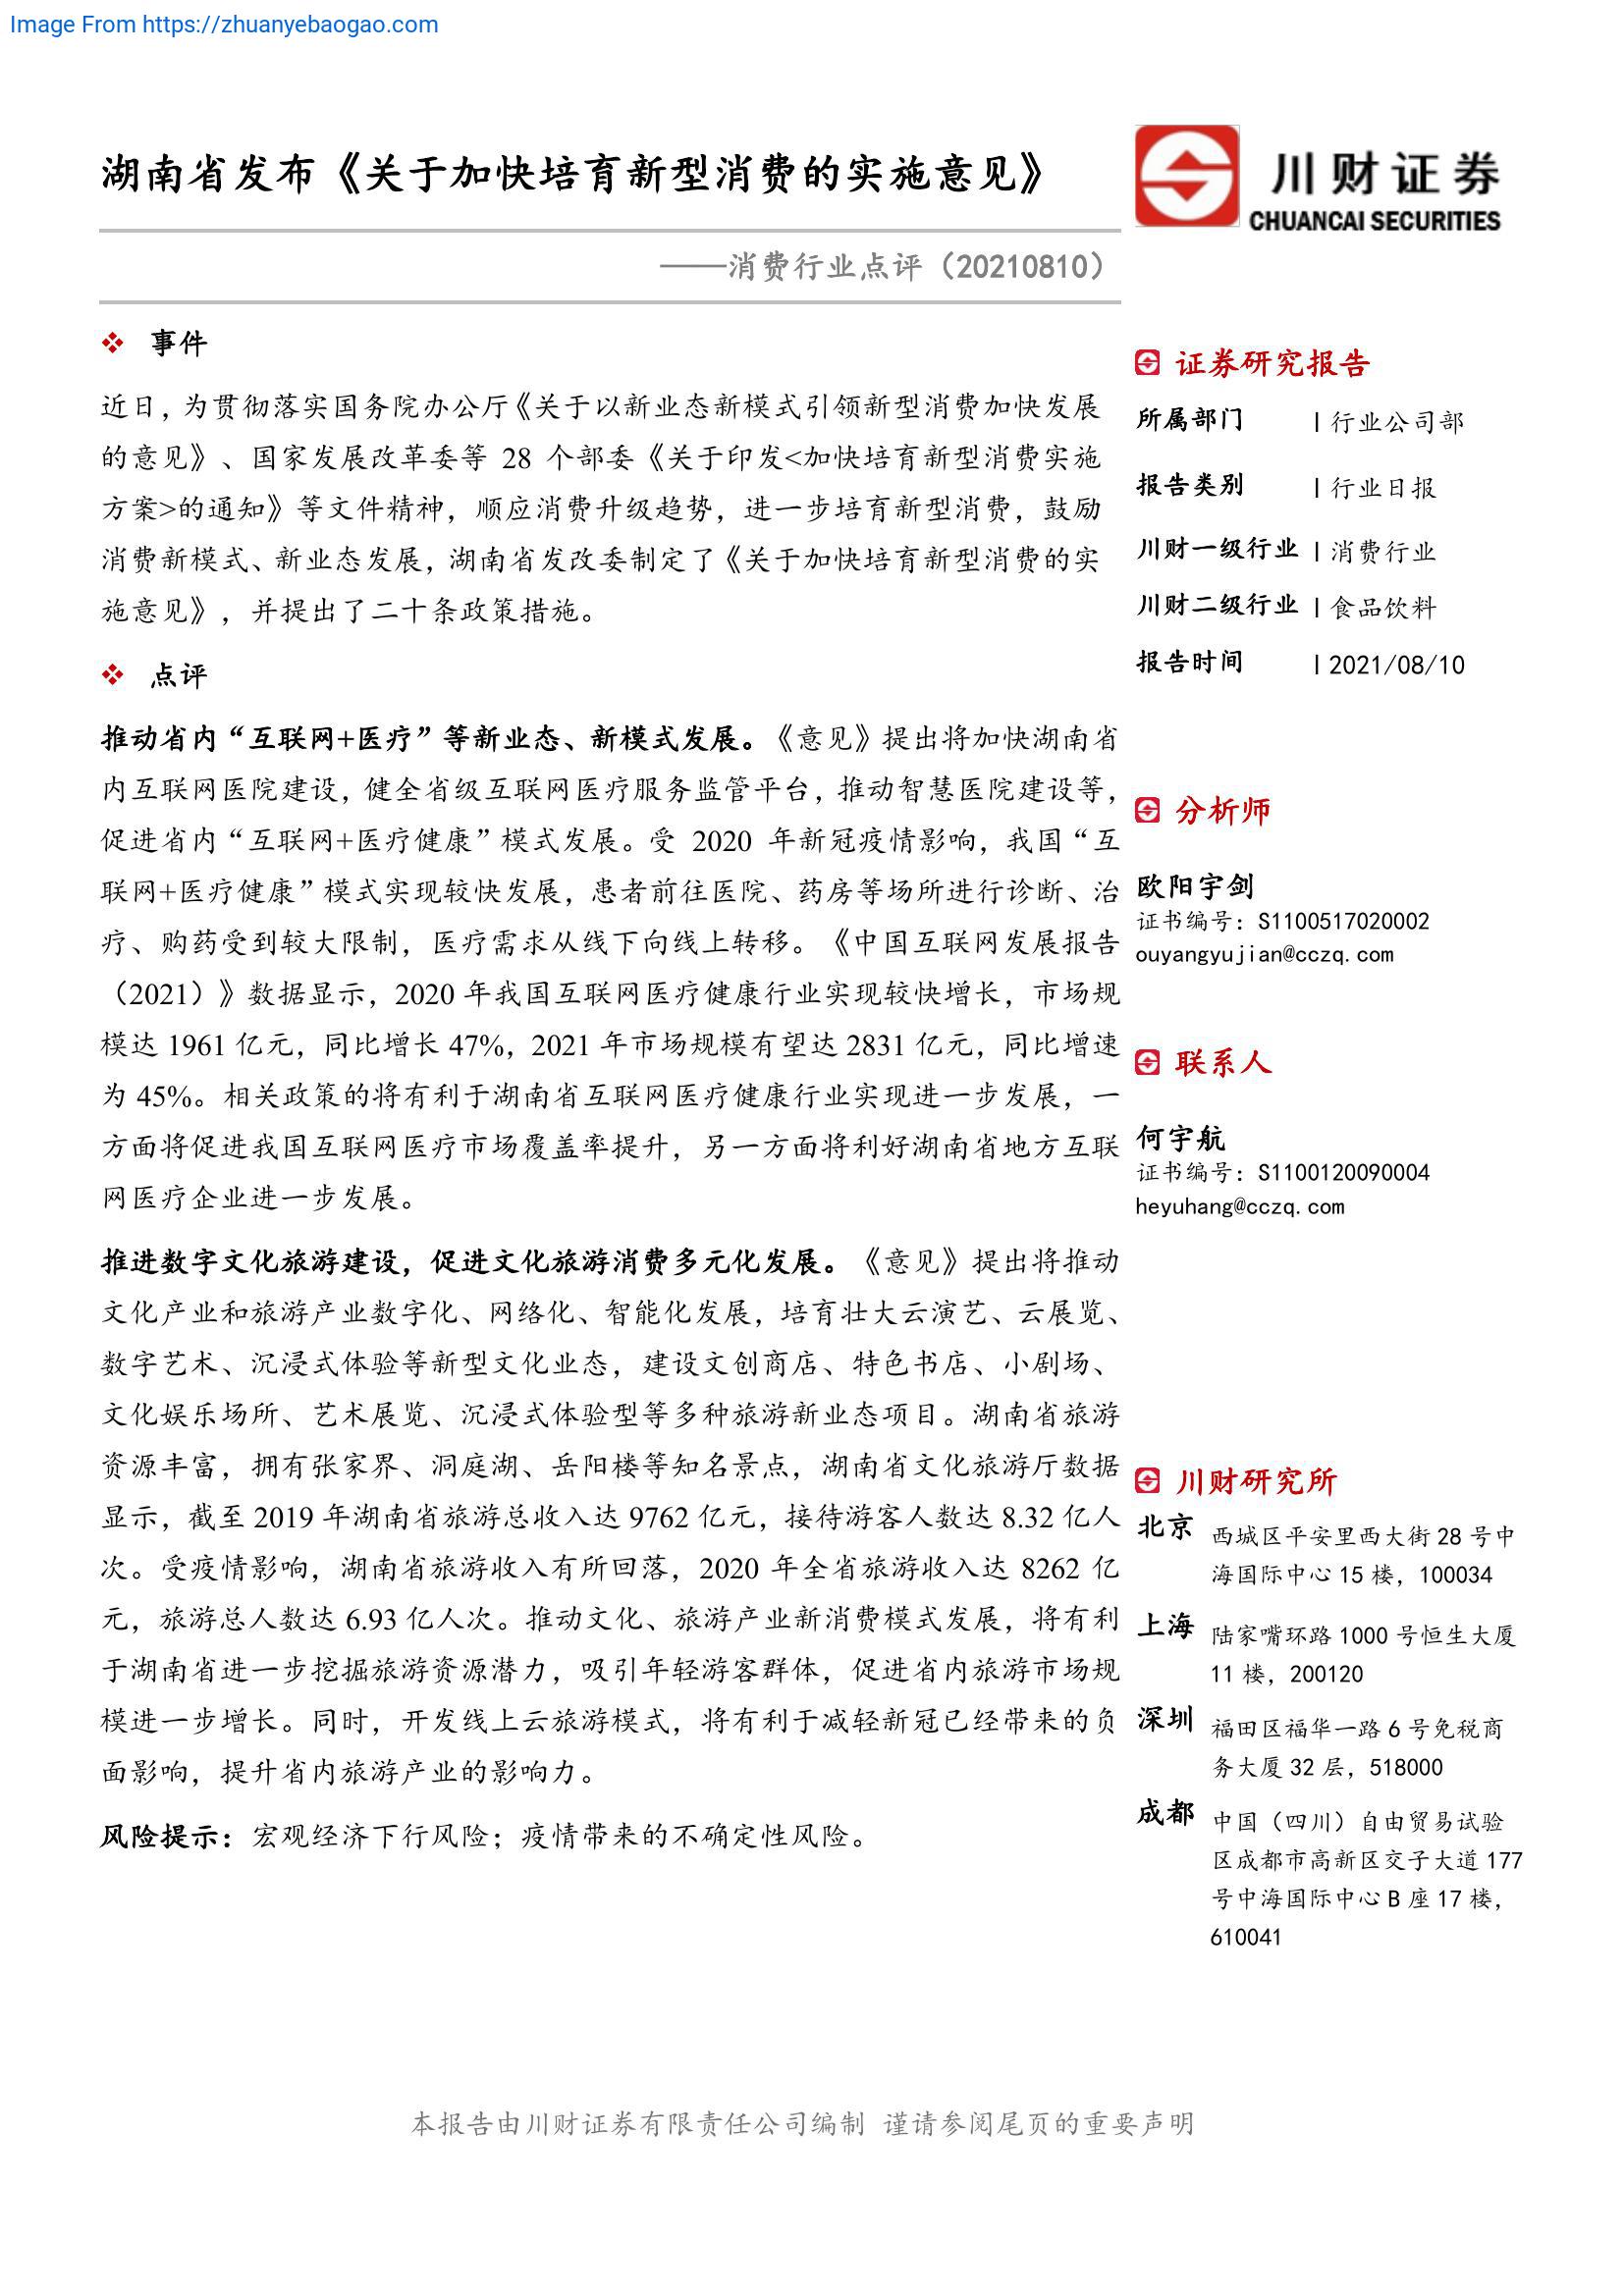 Image From https://zhuanyebaogao.com
湖南省发布《关于加快培育新型消费的实施意见》
——消费行业点评（20210810）
川财证券
CHUANCAI SECURITIES
事件
近日，为贯彻落实国务院办公厅《关于以新业态新模式引领新型消费加快发展
的意见》、国家发展改革委等 28 个部委《关于印发<加快培育新型消费实施
方案>的通知》等文件精神，顺应消费升级趋势，进一步培育新型消费，鼓励
消费新模式、新业态发展，湖南省发改委制定了《关于加快培育新型消费的实
施意见》，并提出了二十条政策措施。
点评
推动省内“互联网+医疗”等新业态、新模式发展。《意见》提出将加快湖南省
内互联网医院建设，健全省级互联网医疗服务监管平台，推动智慧医院建设等，
促进省内“互联网+医疗健康”模式发展。受 2020 年新冠疫情影响，我国“互
联网+医疗健康”模式实现较快发展，患者前往医院、药房等场所进行诊断、治
疗、购药受到较大限制，医疗需求从线下向线上转移。《中国互联网发展报告
（2021）》数据显示，2020 年我国互联网医疗健康行业实现较快增长，市场规
模达 1961 亿元，同比增长 47%，2021 年市场规模有望达 2831 亿元，同比增速
为 45%。相关政策的将有利于湖南省互联网医疗健康行业实现进一步发展，一
方面将促进我国互联网医疗市场覆盖率提升，另一方面将利好湖南省地方互联
网医疗企业进一步发展。
推进数字文化旅游建设，促进文化旅游消费多元化发展。《意见》提出将推动
文化产业和旅游产业数字化、网络化、智能化发展，培育壮大云演艺、云展览、
数字艺术、沉浸式体验等新型文化业态，建设文创商店、特色书店、小剧场、
文化娱乐场所、艺术展览、沉浸式体验型等多种旅游新业态项目。湖南省旅游
资源丰富，拥有张家界、洞庭湖、岳阳楼等知名景点，湖南省文化旅游厅数据
显示，截至 2019 年湖南省旅游总收入达 9762 亿元，接待游客人数达 8.32 亿人
次。受疫情影响，湖南省旅游收入有所回落，2020 年全省旅游收入达 8262 亿
元，旅游总人数达 6.93 亿人次。推动文化、旅游产业新消费模式发展，将有利
于湖南省进一步挖掘旅游资源潜力，吸引年轻游客群体，促进省内旅游市场规
模进一步增长。同时，开发线上云旅游模式，将有利于减轻新冠已经带来的负
面影响，提升省内旅游产业的影响力。
风险提示：宏观经济下行风险；疫情带来的不确定性风险。
证券研究报告
所属部门 | 行业公司部
报告类别 | 行业日报
川财一级行业 | 消费行业
川财二级行业 | 食品饮料
报告时间 | 2021/08/10
分析师
欧阳宇剑
证书编号：S1100517020002
ouyangyujian@cczq.com
联系人
何宇航
证书编号：S1100120090004
heyuhang@cczq.com
川财研究所
北京 西城区平安里西大街 28 号中
海国际中心 15 楼，100034
上海 陆家嘴环路 1000 号恒生大厦
11 楼，200120
深圳 福田区福华一路 6 号免税商
务大厦 32 层，518000
成都 中国（四川）自由贸易试验
区成都市高新区交子大道 177
号中海国际中心 B 座 17 楼，
610041
本报告由川财证券有限责任公司编制 谨请参阅尾页的重要声明